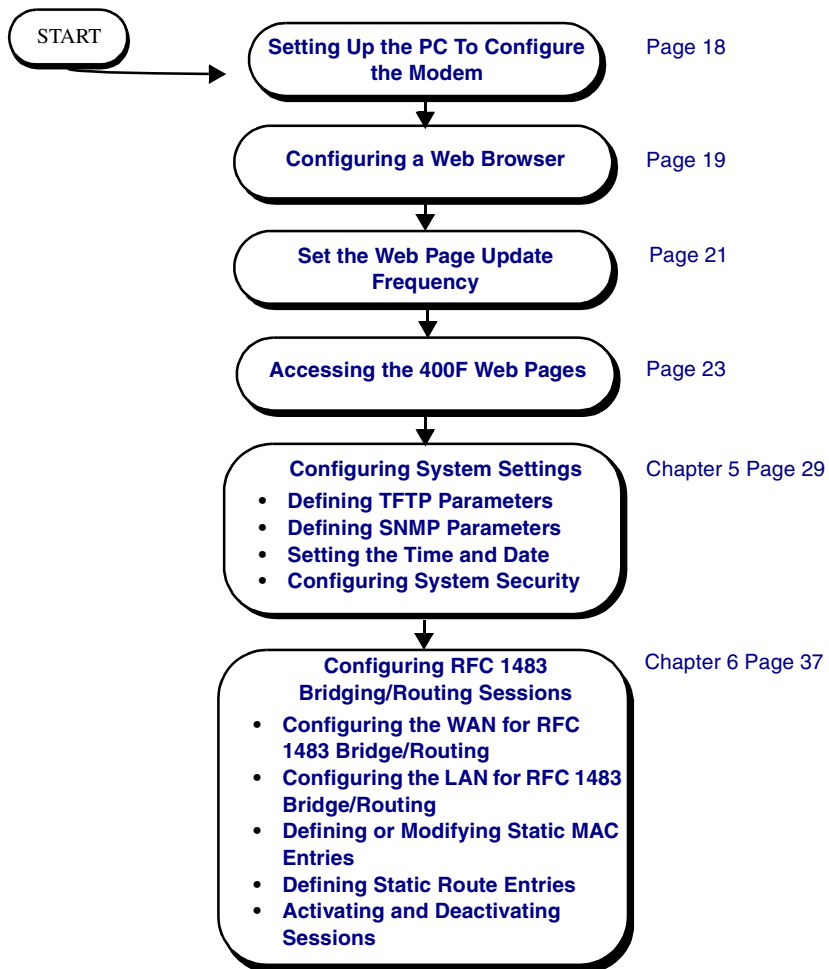 START
Setting Up the PC To Configure
the Modem
Page 18
Configuring a Web Browser
Page 19
Set the Web Page Update
Frequency
Page 21
Accessing the 400F Web Pages
Page 23
Configuring System Settings
Chapter 5 Page 29
• Defining TFTP Parameters
• Defining SNMP Parameters
• Setting the Time and Date
• Configuring System Security
Configuring RFC 1483
Bridging/Routing Sessions
Chapter 6 Page 37
• Configuring the WAN for RFC
1483 Bridge/Routing
• Configuring the LAN for RFC 1483
Bridge/Routing
• Defining or Modifying Static MAC
Entries
• Defining Static Route Entries
• Activating and Deactivating
Sessions